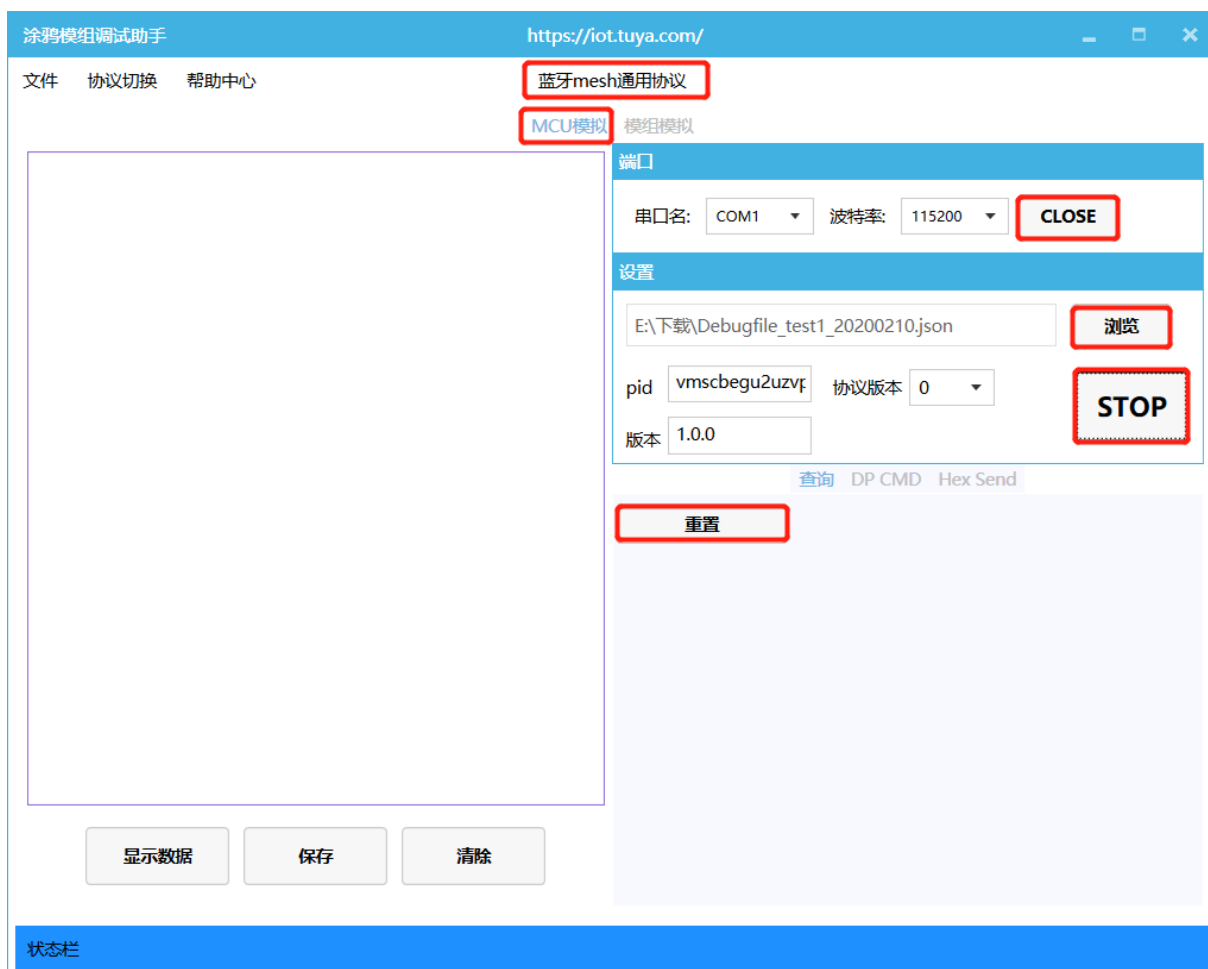 涂鸦模组调试助手 https://iot.tuya.com/
文件 协议切换 帮助中心 蓝牙mesh通用协议
MCU模拟 模组模拟
端口
串口名: COM1 波特率: 115200 CLOSE
设置
E:\下载\Debugfile_test1_20200210.json 浏览
pid vmscbegu2uzvp 协议版本 0
STOP
版本 1.0.0
查询 DP CMD Hex Send
重置
显示数据 保存 清除
状态栏